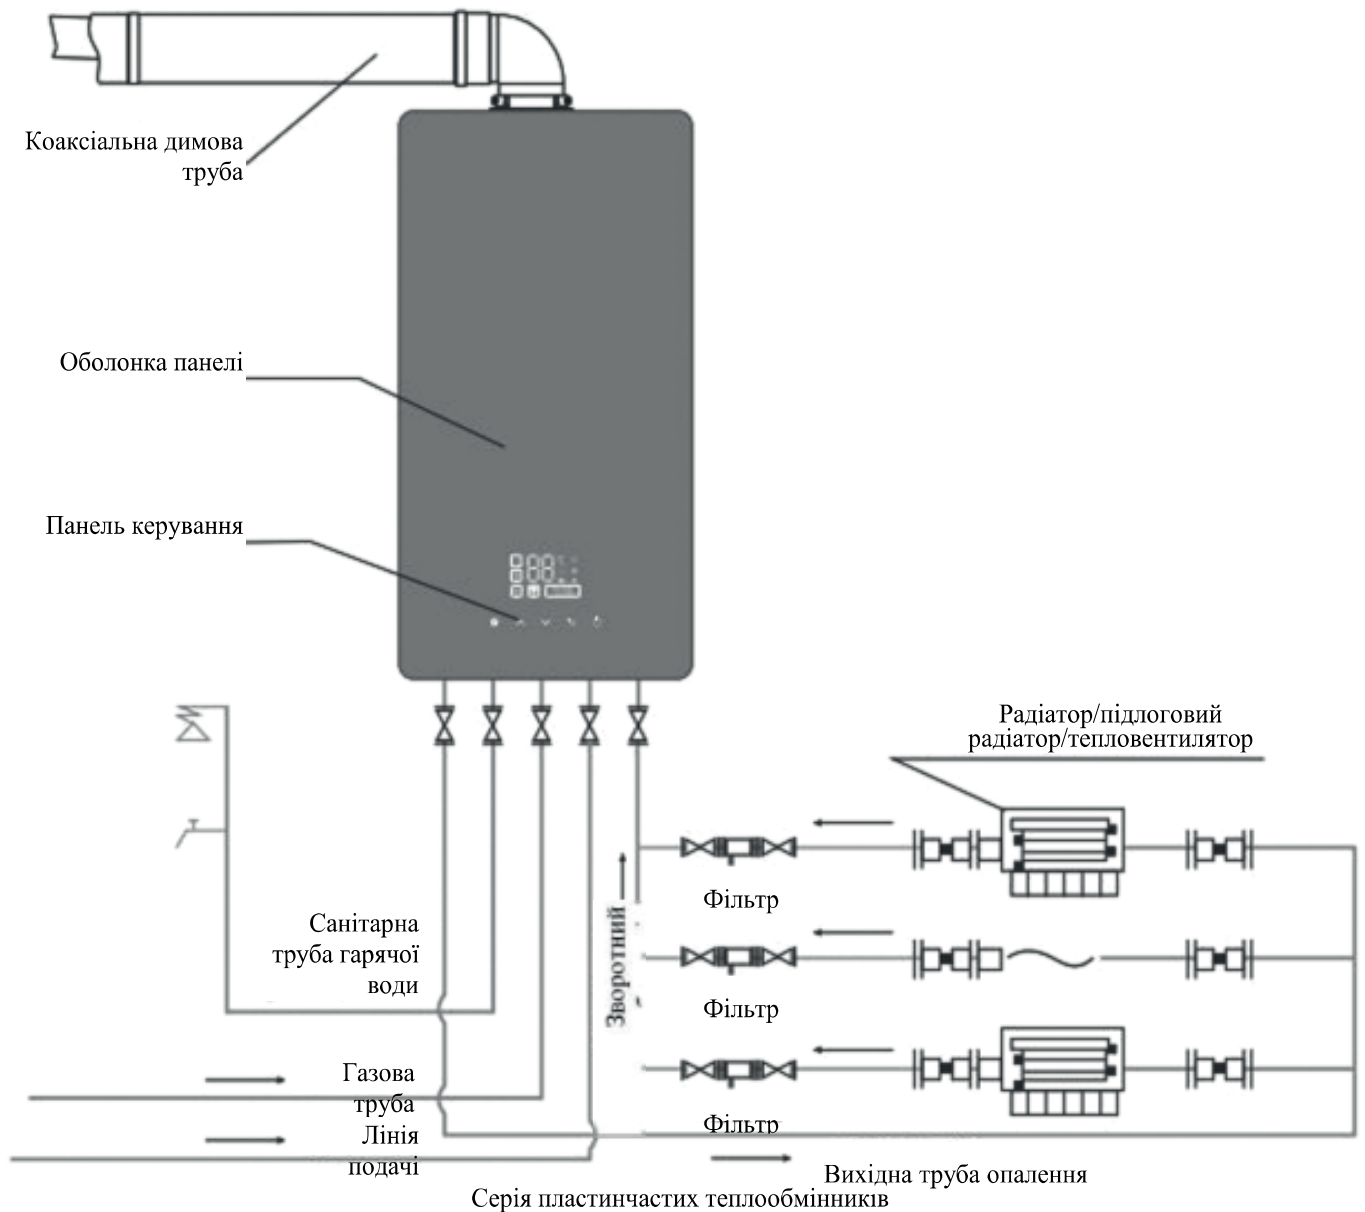 Коаксіальна димова
труба
Оболонка панелі
Панель керування
Радіатор/підлоговий
радіатор/тепловентилятор
Фільтр
Санітарна
труба гарячої
води
Зворотний
Фільтр
Газова
труба
Фільтр
Лінія
подачі
Вихідна труба опалення
Серія пластинчастих теплообмінників